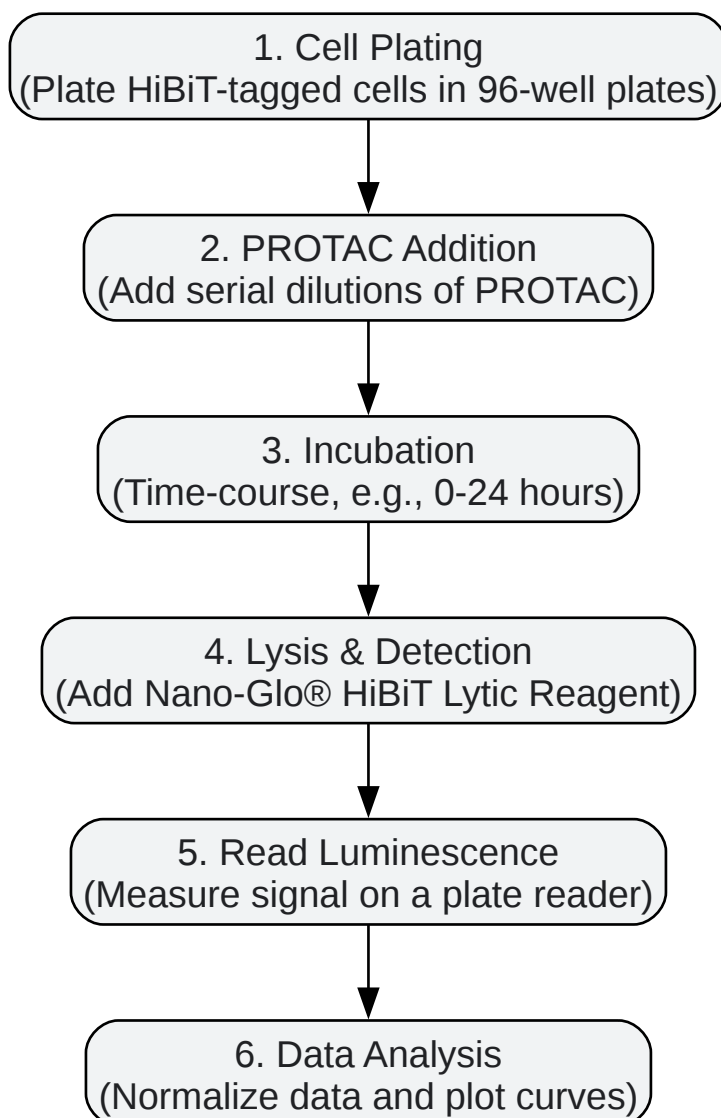 1. Cell Plating
(Plate HiBiT-tagged cells in 96-well plates)
2. PROTAC Addition
(Add serial dilutions of PROTAC)
3. Incubation
(Time-course, e.g., 0-24 hours)
4. Lysis & Detection
(Add Nano-Glo® HiBiT Lytic Reagent)
5. Read Luminescence
(Measure signal on a plate reader)
6. Data Analysis
(Normalize data and plot curves)